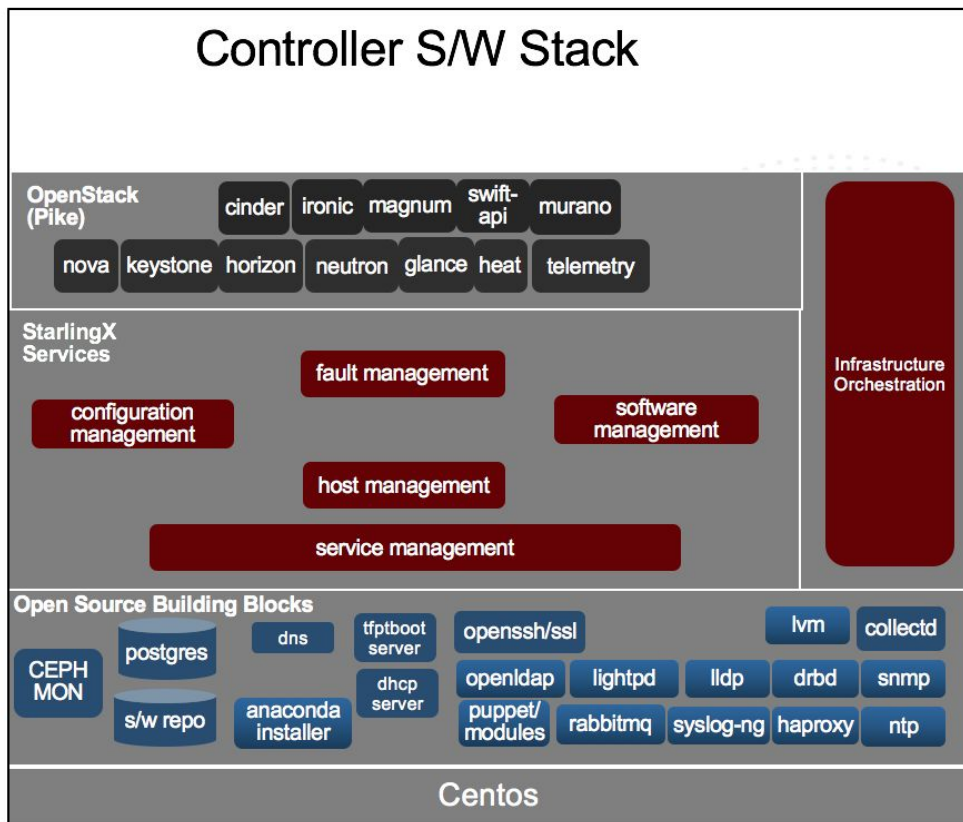 Controller S/W Stack
OpenStack
(Pike)
cinder
ironic
magnum
swift-
api
murano
nova
keystone
horizon
neutron
glance
heat
telemetry
StarlingX
Services
fault management
configuration
management
software
management
host management
service management
Infrastructure
Orchestration
Open Source Building Blocks
CEPH
MON
postgres
s/w repo
dns
anaconda
installer
tfptboot
server
dhcp
server
openssh/ssl
lvm
collectd
openldap
lightpd
lldp
drbd
snmp
puppet/
modules
rabbitmq
syslog-ng
haproxy
ntp
Centos